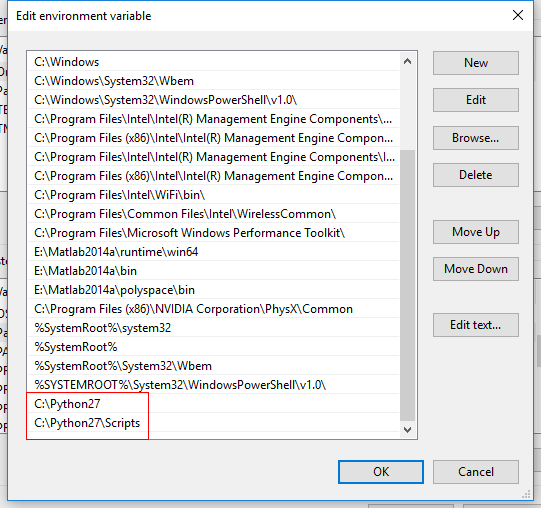 Edit environment variable
C:\Windows
C:\Windows\System32\Wbem
C:\Windows\System32\WindowsPowerShell\v1.0\
C:\Program Files\Intel\Intel(R) Management Engine Components\...
C:\Program Files (x86)\Intel\Intel(R) Management Engine Compon...
C:\Program Files\Intel\Intel(R) Management Engine Components\I...
C:\Program Files (x86)\Intel\Intel(R) Management Engine Compon...
C:\Program Files\Intel\WiFi\bin\
C:\Program Files\Common Files\Intel\WirelessCommon\
C:\Program Files\Microsoft Windows Performance Toolkit\
E:\Matlab2014a\runtime\win64
E:\Matlab2014a\bin
E:\Matlab2014a\polyspace\bin
C:\Program Files (x86)\NVIDIA Corporation\PhysX\Common
%SystemRoot%\system32
%SystemRoot%
%SystemRoot%\System32\Wbem
%SYSTEMROOT%\System32\WindowsPowerShell\v1.0\
C:\Python27
C:\Python27\Scripts
New
Edit
Browse...
Delete
Move Up
Move Down
Edit text...
OK
Cancel